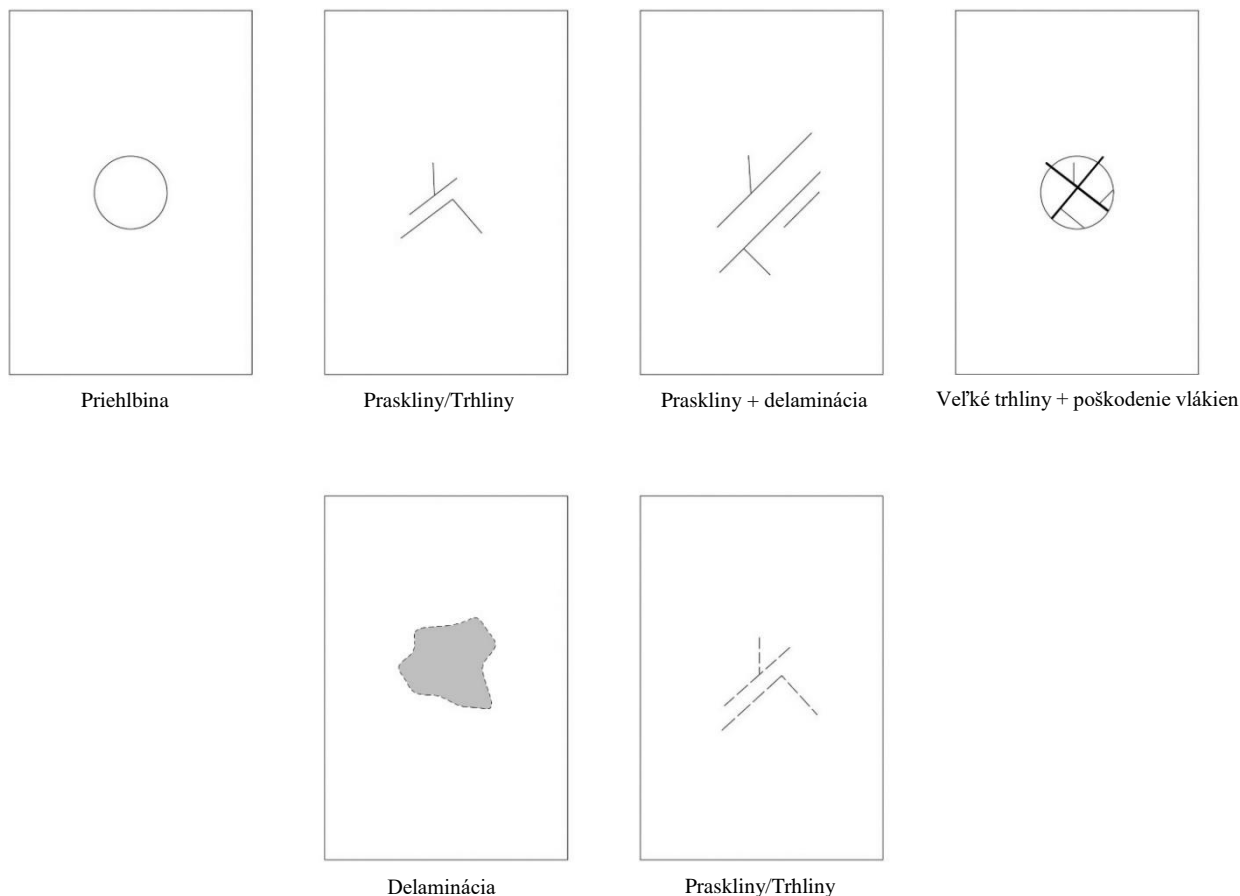 Priehlbina
Praskliny/Trhliny
Praskliny + delaminácia
Veľké trhliny + poškodenie vlákien
Delaminácia
Praskliny/Trhliny